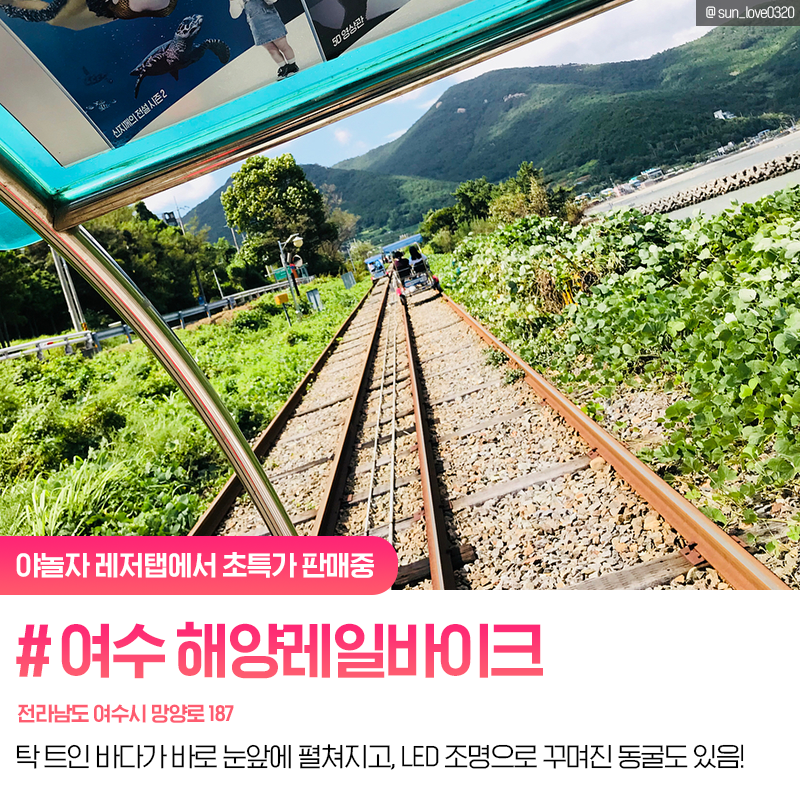 @sun_love0320
5D 영상관
신지께의 전설 시즌2
야놀자 레저탭에서 초특가 판매중
# 여수 해양레일바이크
전라남도 여수시 망양로 187
탁 트인 바다가 바로 눈앞에 펼쳐지고, LED 조명으로 꾸며진 동굴도 있음!